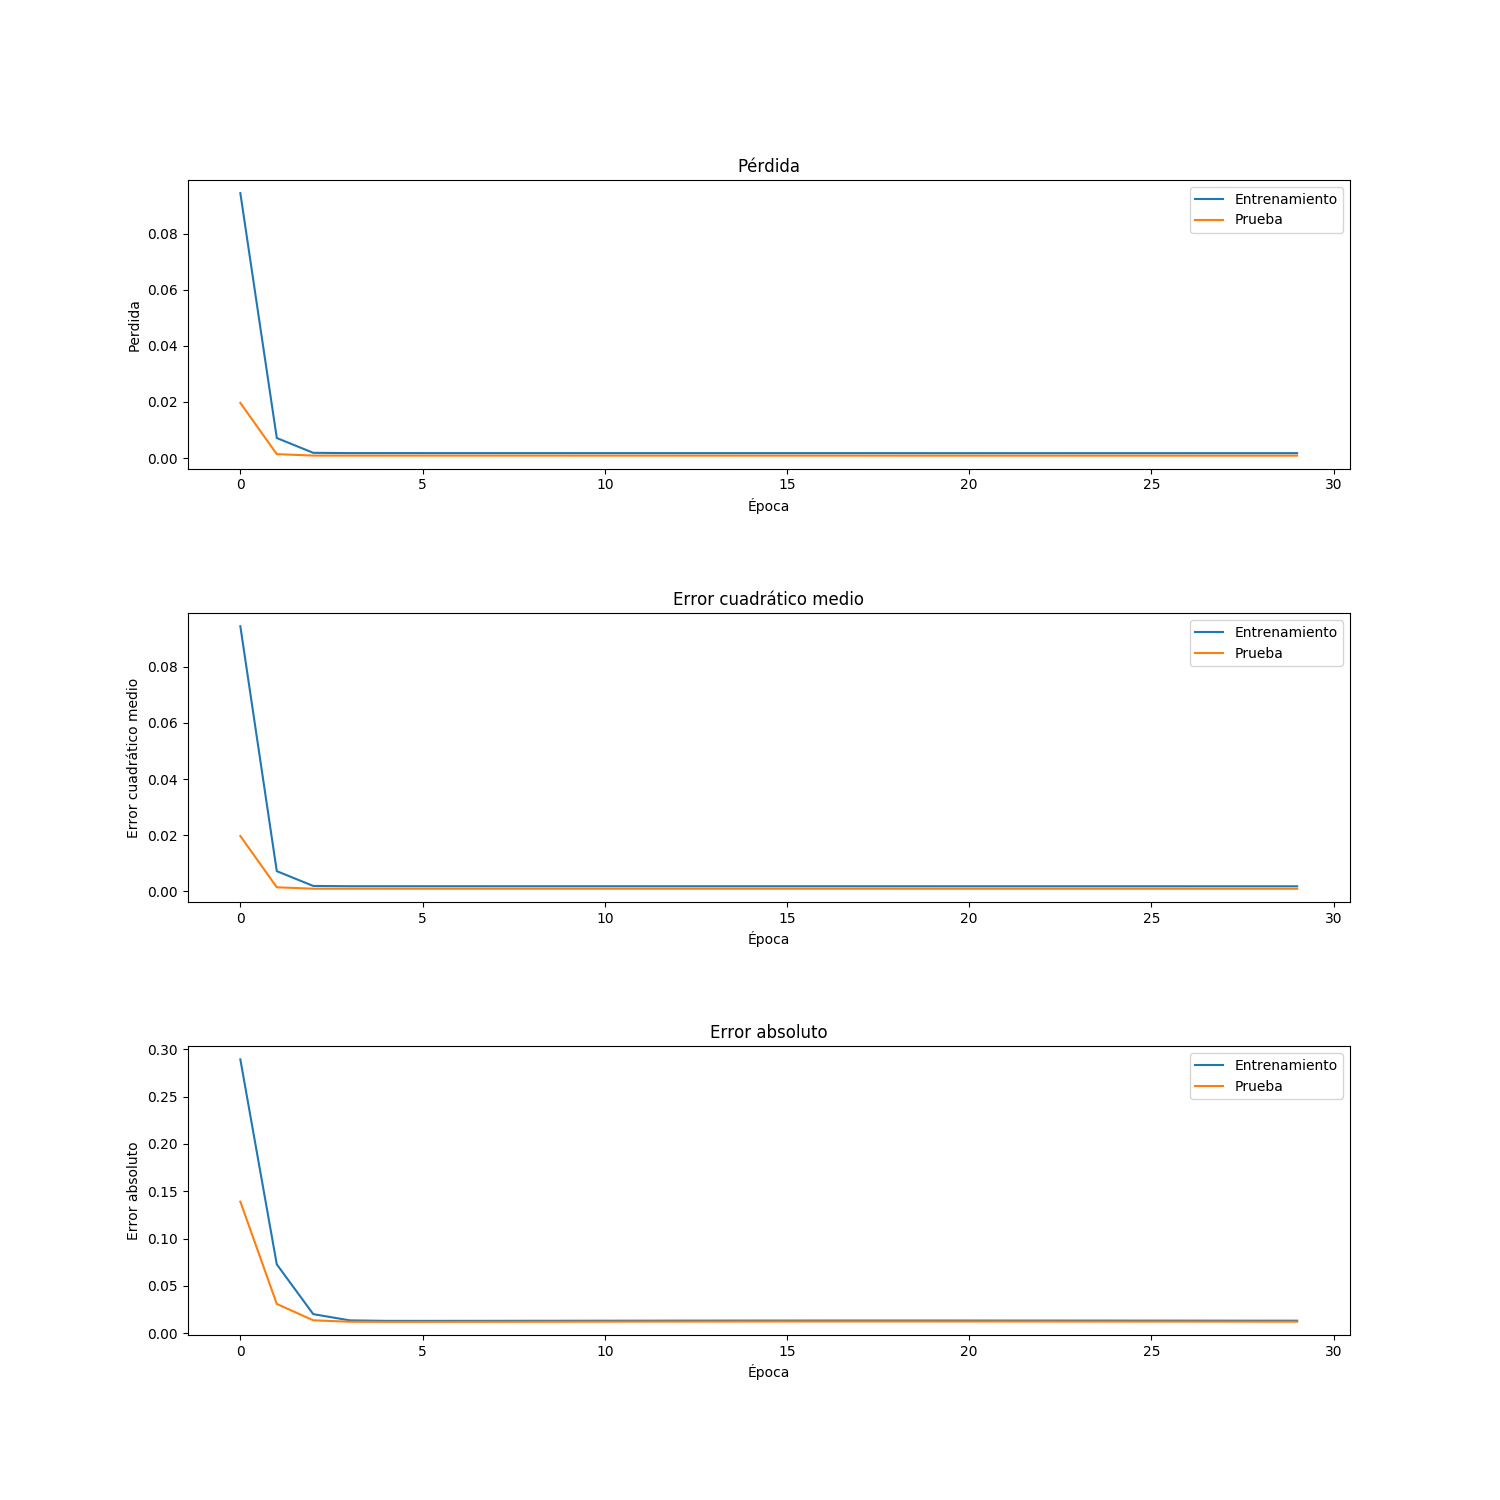 Pérdida
Perdida
0.08
0.06
0.04
0.02
0.00
0 5 10 15 20 25 30
Época
Entrenamiento
Prueba
Error cuadrático medio
Error cuadrático medio
0.08
0.06
0.04
0.02
0.00
0 5 10 15 20 25 30
Época
Entrenamiento
Prueba
Error absoluto
Error absoluto
0.30
0.25
0.20
0.15
0.10
0.05
0.00
0 5 10 15 20 25 30
Época
Entrenamiento
Prueba